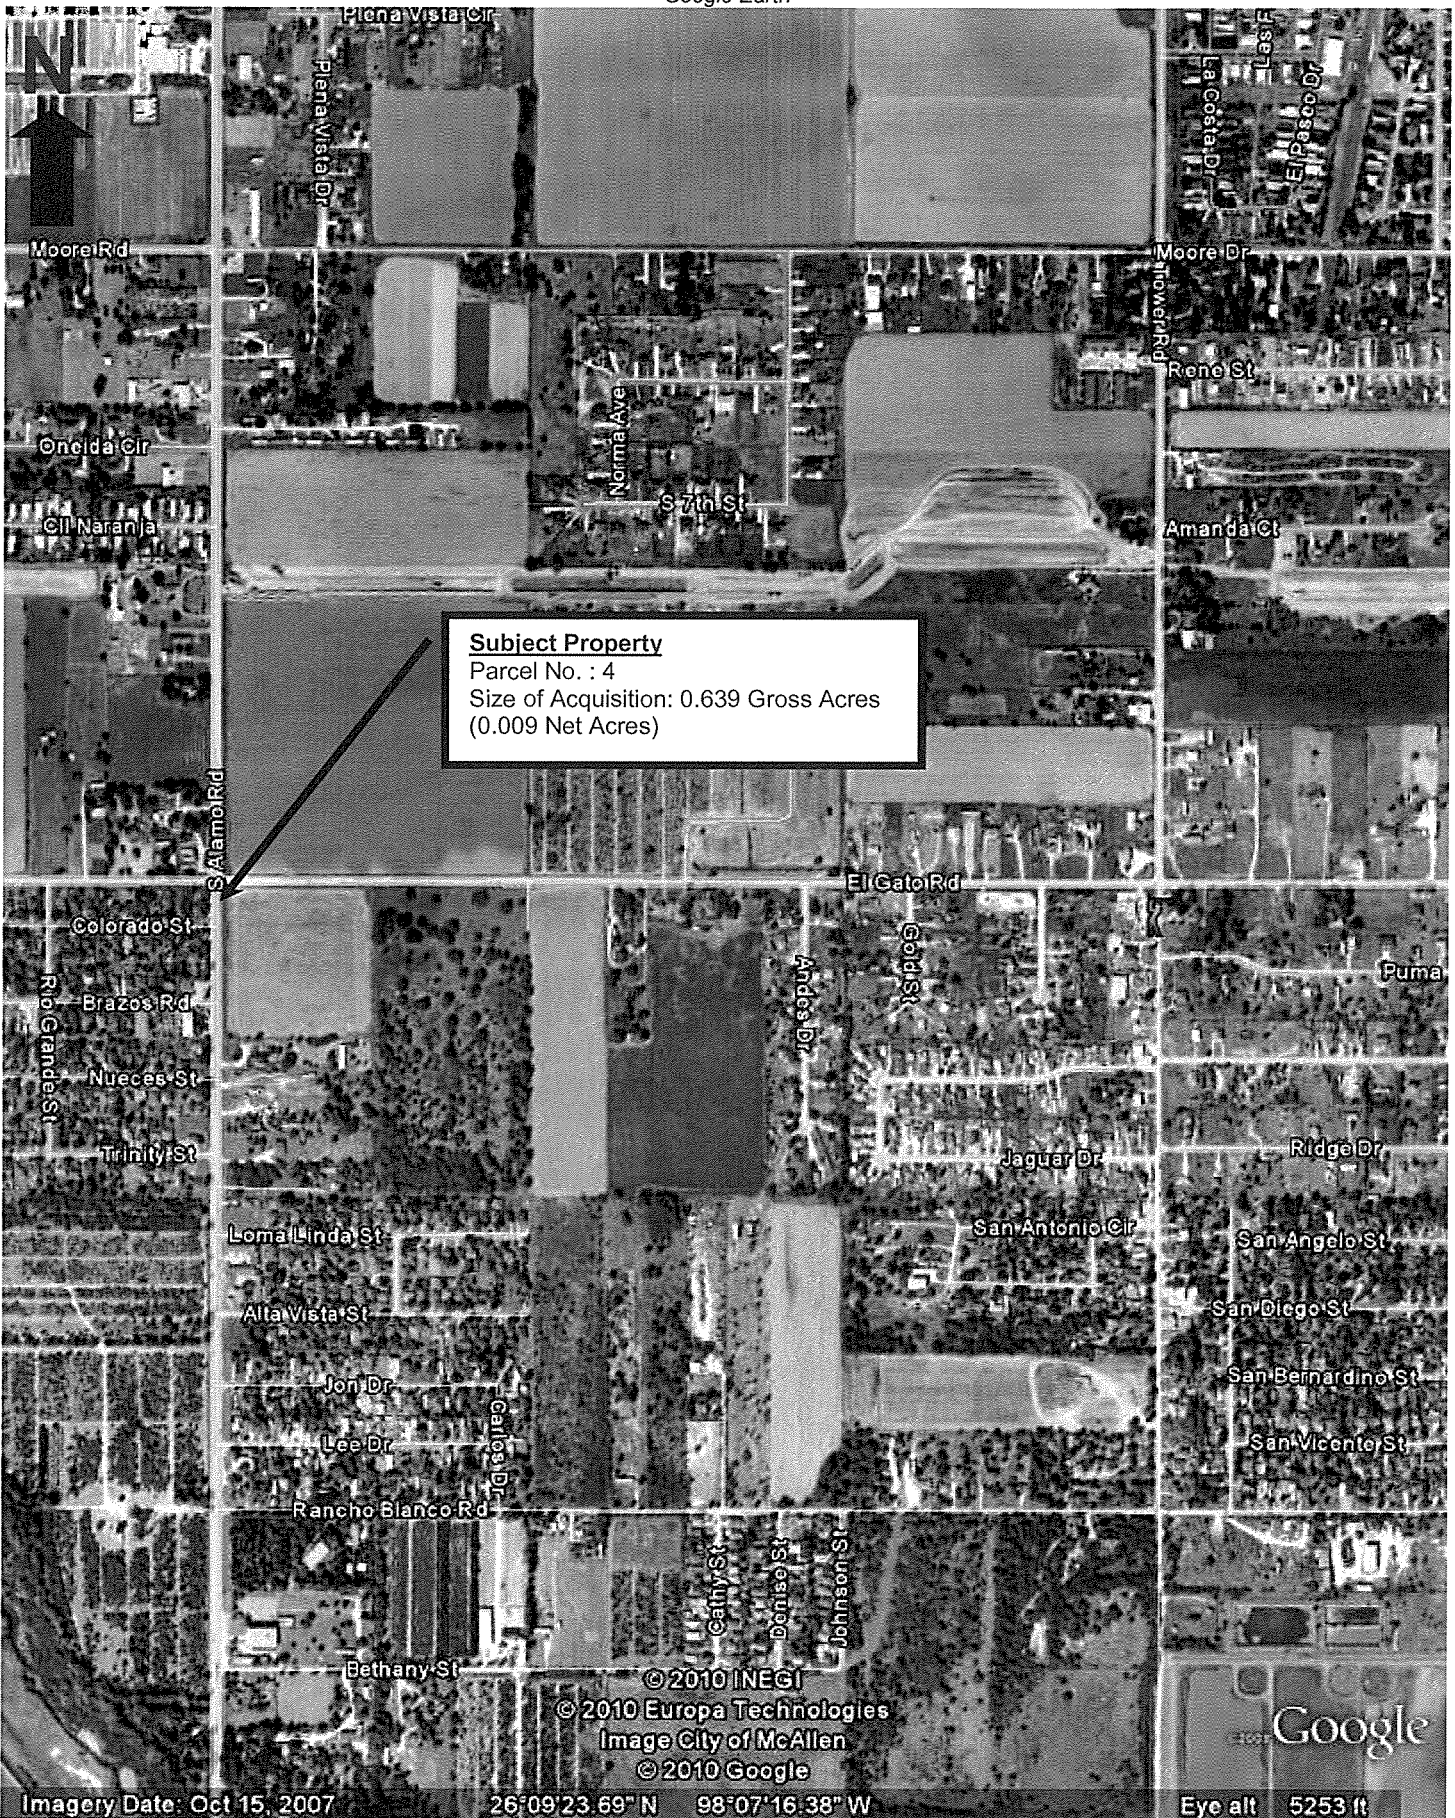 Google Earth
Plena Vista Cir
N
Plena Vista Dr
La Costa Dr
Las
El Pasco Dr
Moore Rd
Moore Dr
Tower Rd
Rene St
Norma Ave
Oneida Cir
S 7th St
Cll Naranja
Amanda Ct
Subject Property
Parcel No. : 4
Size of Acquisition: 0.639 Gross Acres
(0.009 Net Acres)
S Alamo Rd
El Gato Rd
Colorado St
Gold St
Andes Dr
Puma
Rio Grande St
Brazos Rd
Nueces St
Trinity St
Jaguar Dr
Ridge Dr
Loma Linda St
San Antonio Cir
San Angelo St
Alta Vista St
San Diego St
Jon Dr
San Bernardino St
Carlos Dr
Lee Dr
San Vicente St
Rancho Blanco Rd
Cathy St
Denison St
Johnson St
Bethany St
© 2010 INEGI
© 2010 Europa Technologies
Image City of McAllen
© 2010 Google
Google
Imagery Date: Oct 15, 2007 26°09'23.69" N 98°07'16.38" W Eye alt 5253 ft